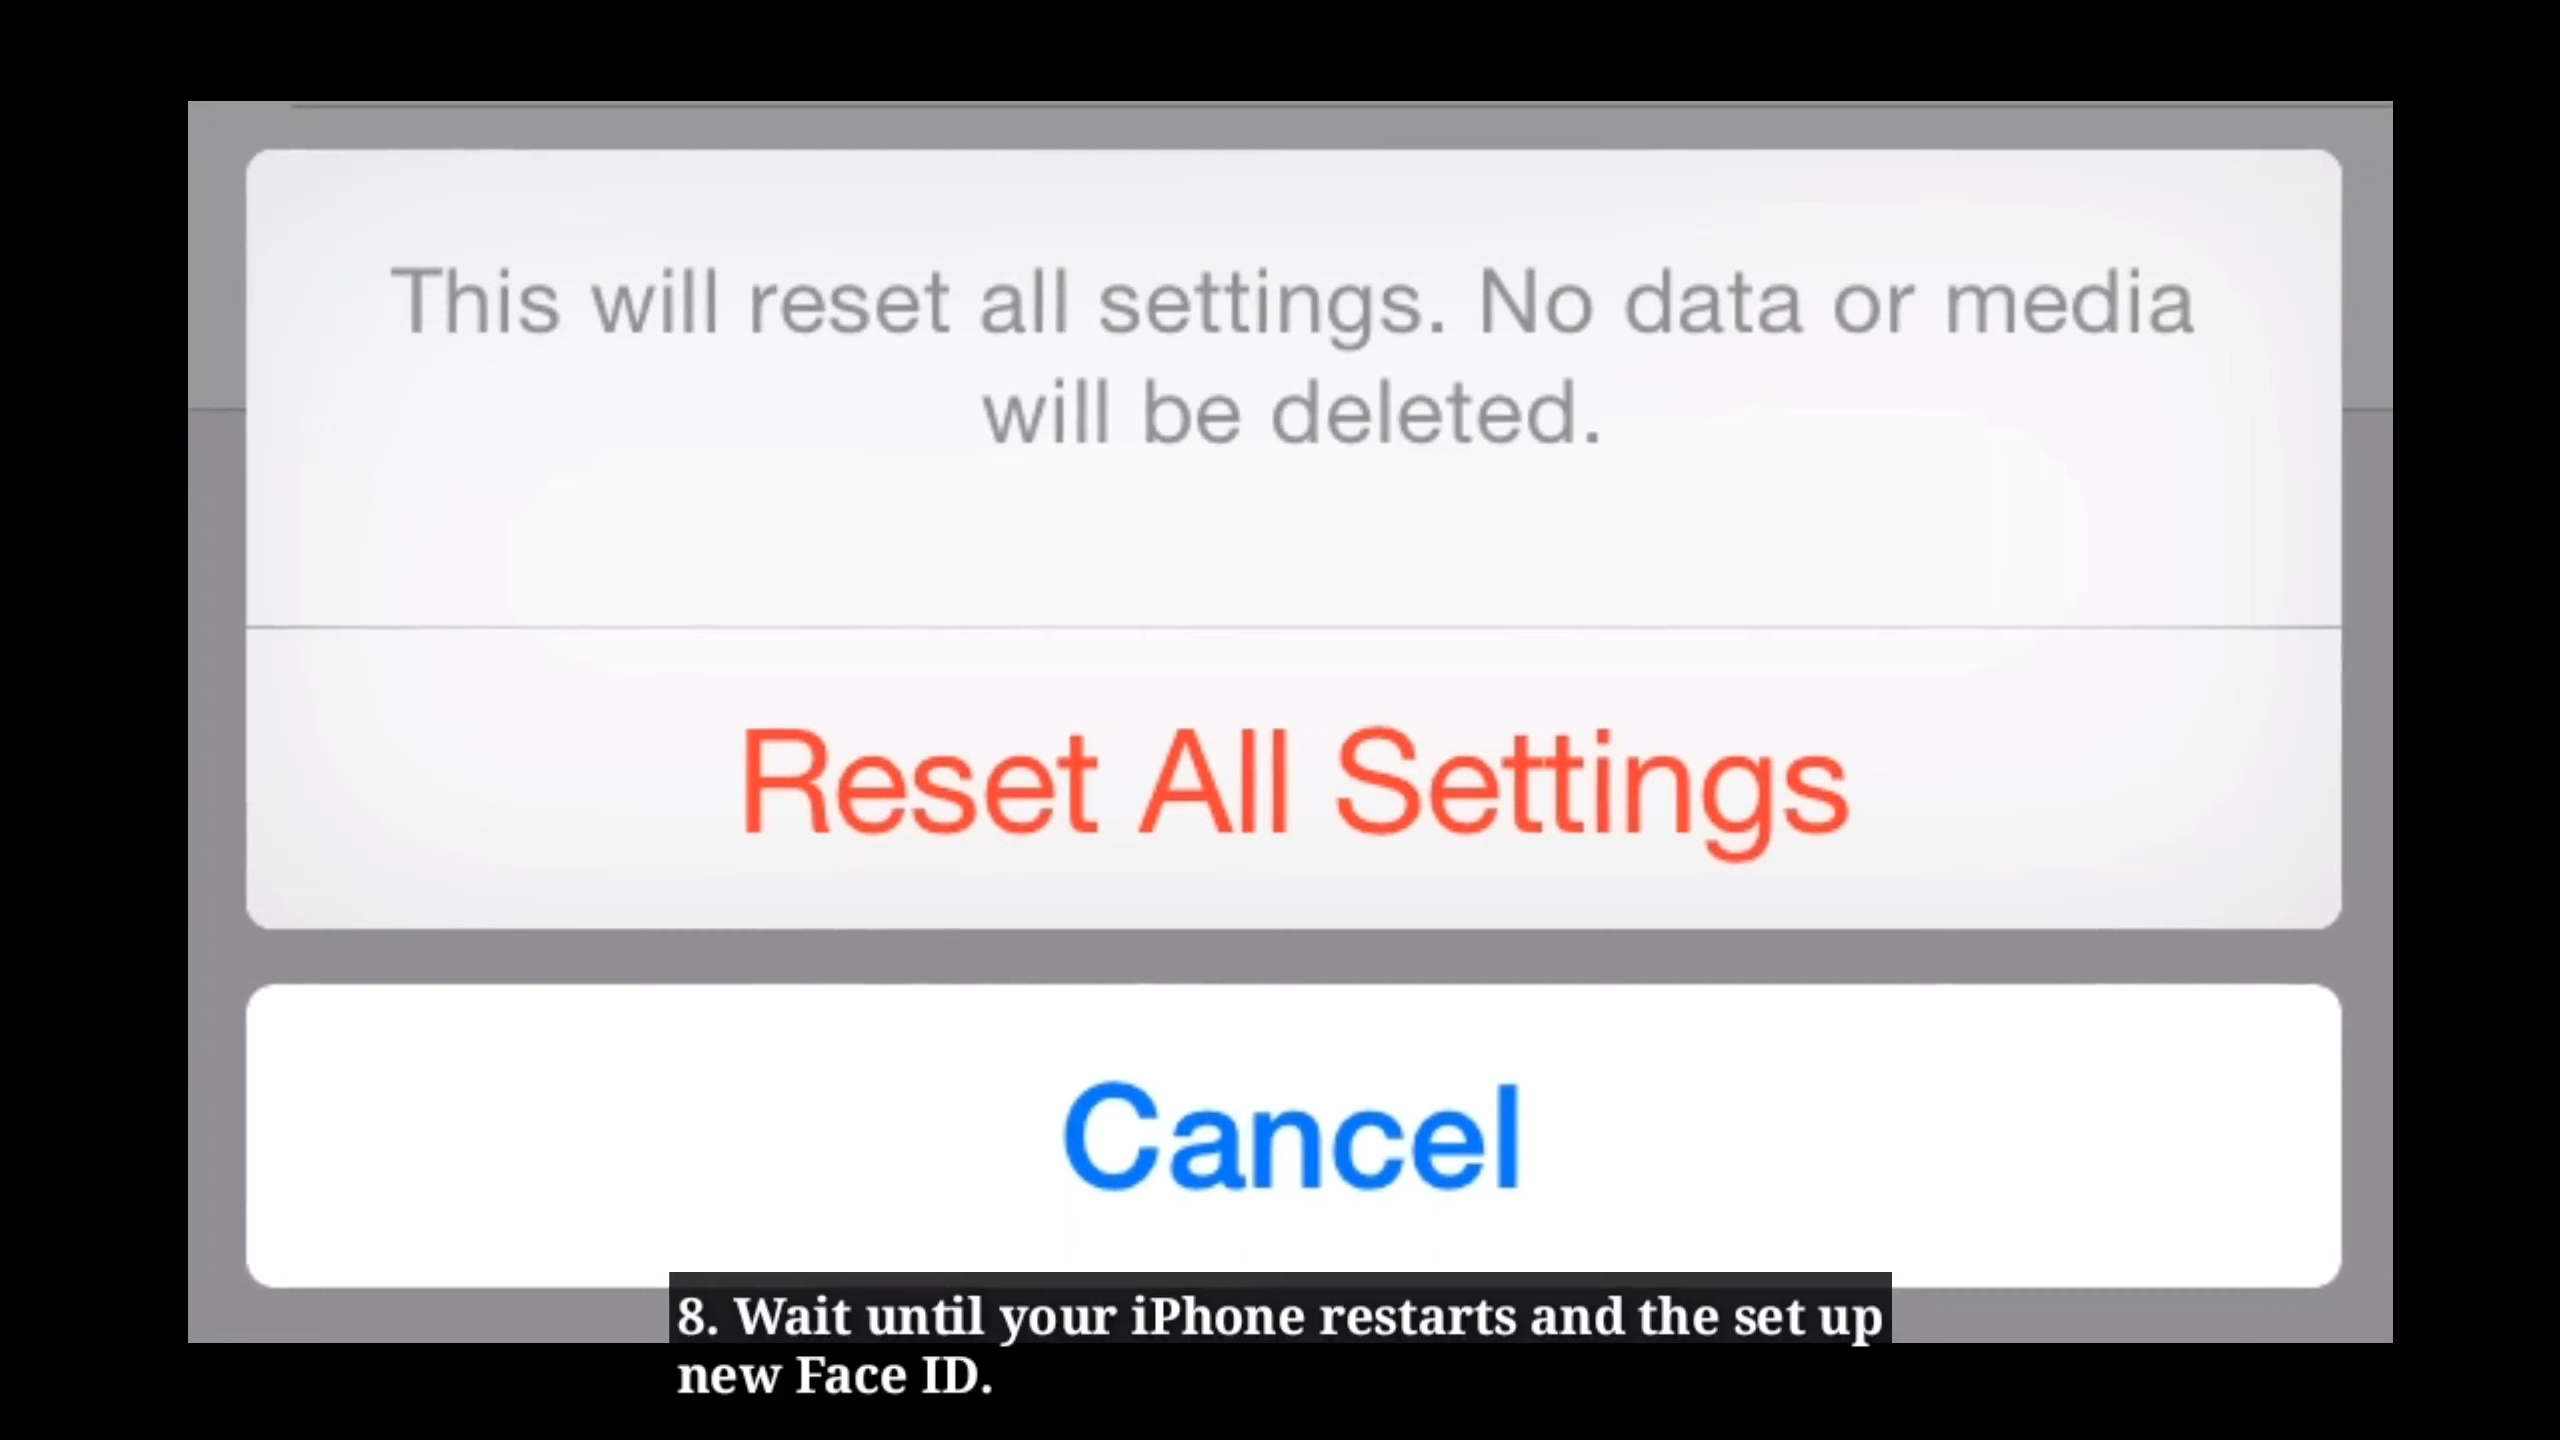 This will reset all settings. No data or media
will be deleted.
Reset All Settings
Cancel
8. Wait until your iPhone restarts and the set up
new Face ID.